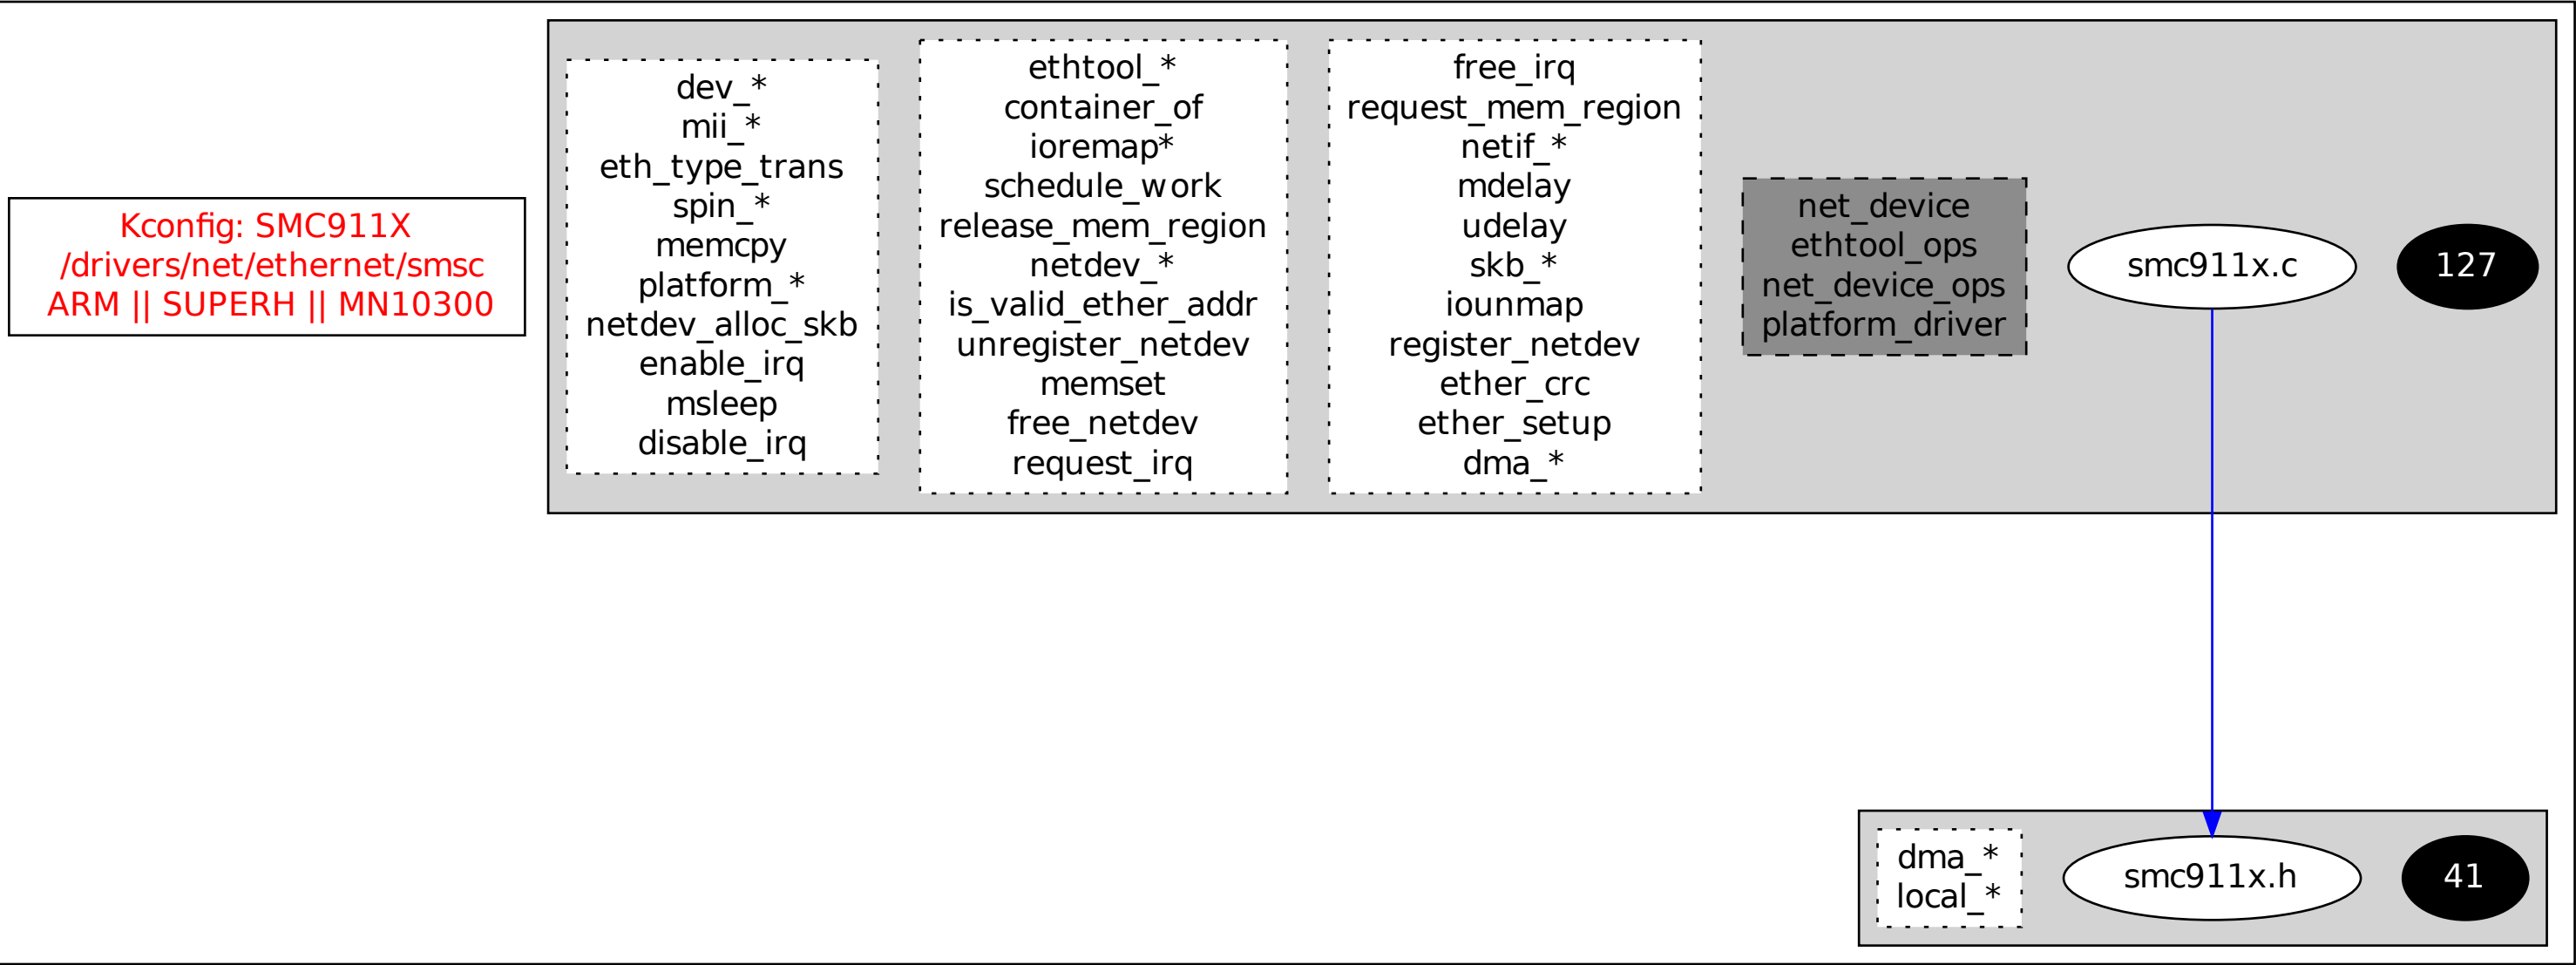 Kconfig: SMC911X
/drivers/net/ethernet/smsc
ARM || SUPERH || MN10300
dev_*
mii_*
eth_type_trans
spin_*
memcpy
platform_*
netdev_alloc_skb
enable_irq
msleep
disable_irq
ethtool_*
container_of
ioremap*
schedule_work
release_mem_region
netdev_*
is_valid_ether_addr
unregister_netdev
memset
free_netdev
request_irq
free_irq
request_mem_region
netif_*
mdelay
udelay
skb_*
iounmap
register_netdev
ether_crc
ether_setup
dma_*
net_device
ethtool_ops
net_device_ops
platform_driver
smc911x.c
127
dma_*
local_*
smc911x.h
41